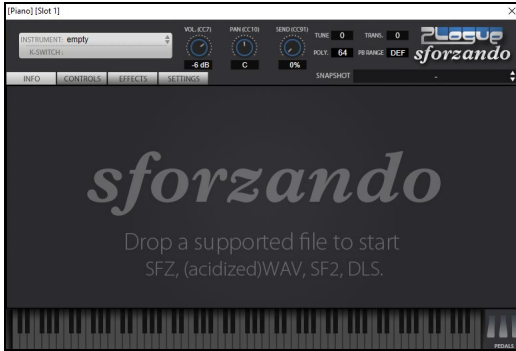 [Piano] [Slot 1]
INSTRUMENT: empty
K-SWITCH :
VOL. (CC7)
-6 dB
PAN (CC10)
C
SEND (CC91)
0%
TUNE 0 TRANS. 0
POLY. 64 PB RANGE DEF
SNAPSHOT -
Plogue
sforzando
INFO CONTROLS EFFECTS SETTINGS
sforzando
Drop a supported file to start
SFZ, (acidized)WAV, SF2, DLS.
PEDALS